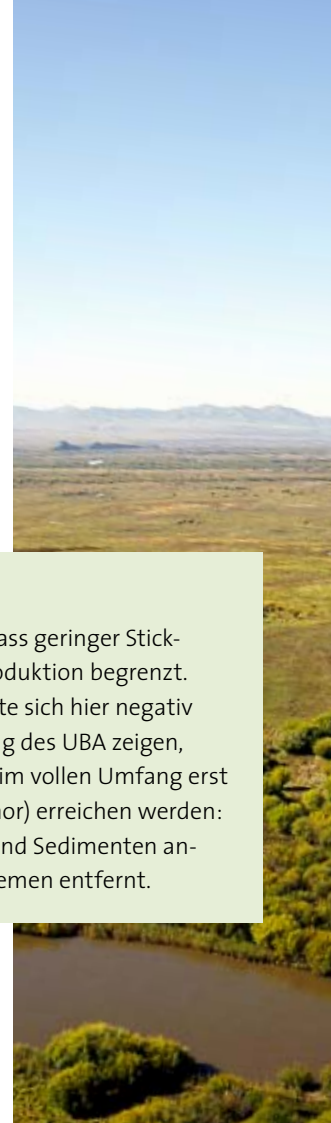 ass geringer Stick-
oduktion begrenzt.
te sich hier negativ
g des UBA zeigen,
im vollen Umfang erst
hor) erreichen werden:
nd Sedimenten an-
emen entfernt.